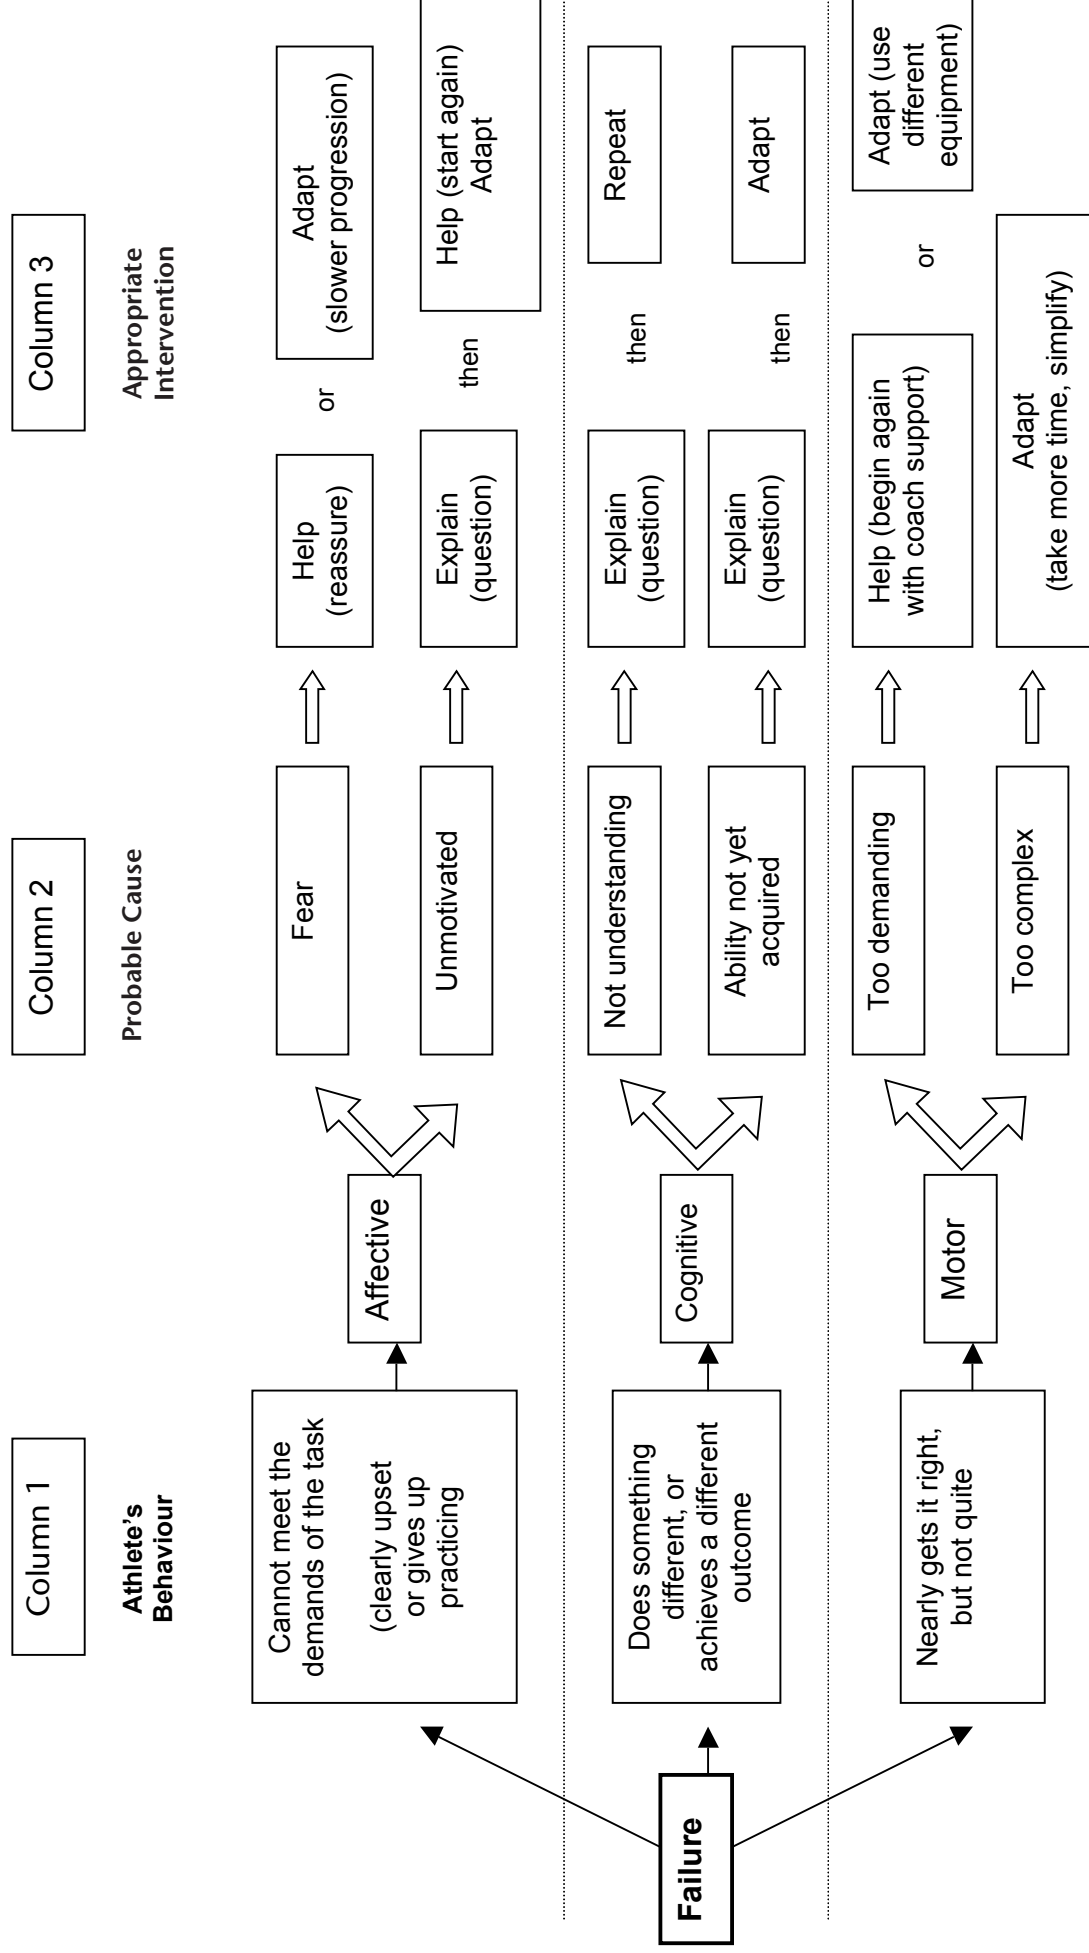 Column 1
Column 2
Column 3
Athlete's
Behaviour
Probable Cause
Appropriate
Intervention
Failure
Cannot meet the
demands of the task
(clearly upset
or gives up
practicing
Affective
Fear
Help
(reassure)
or
Adapt
(slower progression)
Unmotivated
Explain
(question)
then
Help (start again)
Adapt
Does something
different, or
achieves a different
outcome
Cognitive
Not understanding
Explain
(question)
then
Repeat
Ability not yet
acquired
Explain
(question)
then
Adapt
Nearly gets it right,
but not quite
Motor
Too demanding
Help (begin again
with coach support)
or
Adapt (use
different
equipment)
Too complex
Adapt
(take more time, simplify)